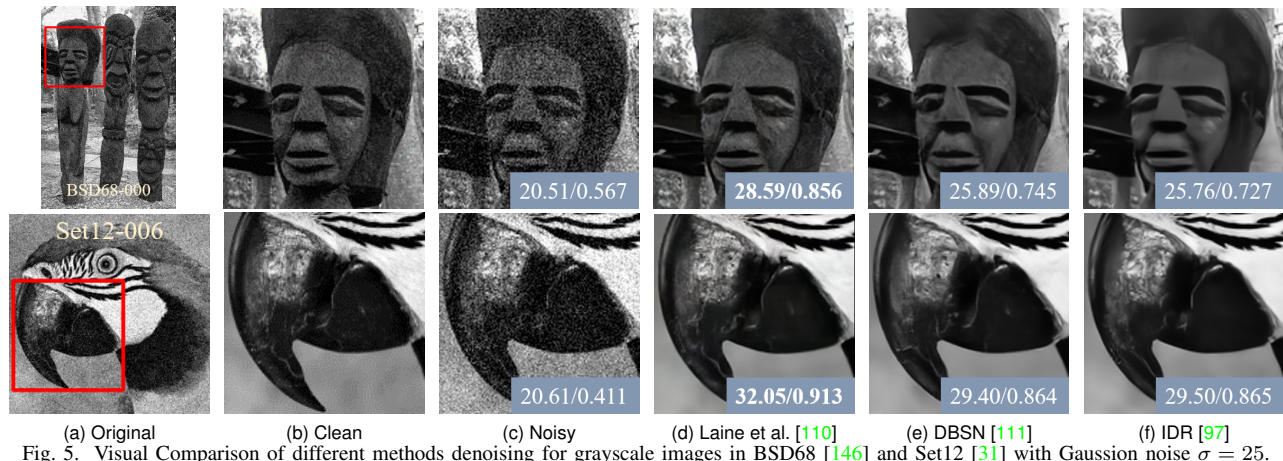 BSD68-000
20.51/0.567
28.59/0.856
25.89/0.745
25.76/0.727
Set12-006
20.61/0.411
32.05/0.913
29.40/0.864
29.50/0.865
(a) Original
(b) Clean
(c) Noisy
(d) Laine et al. [110]
(e) DBSN [111]
(f) IDR [97]
Fig. 5. Visual Comparison of different methods denoising for grayscale images in BSD68 [146] and Set12 [31] with Gaussion noise σ = 25.